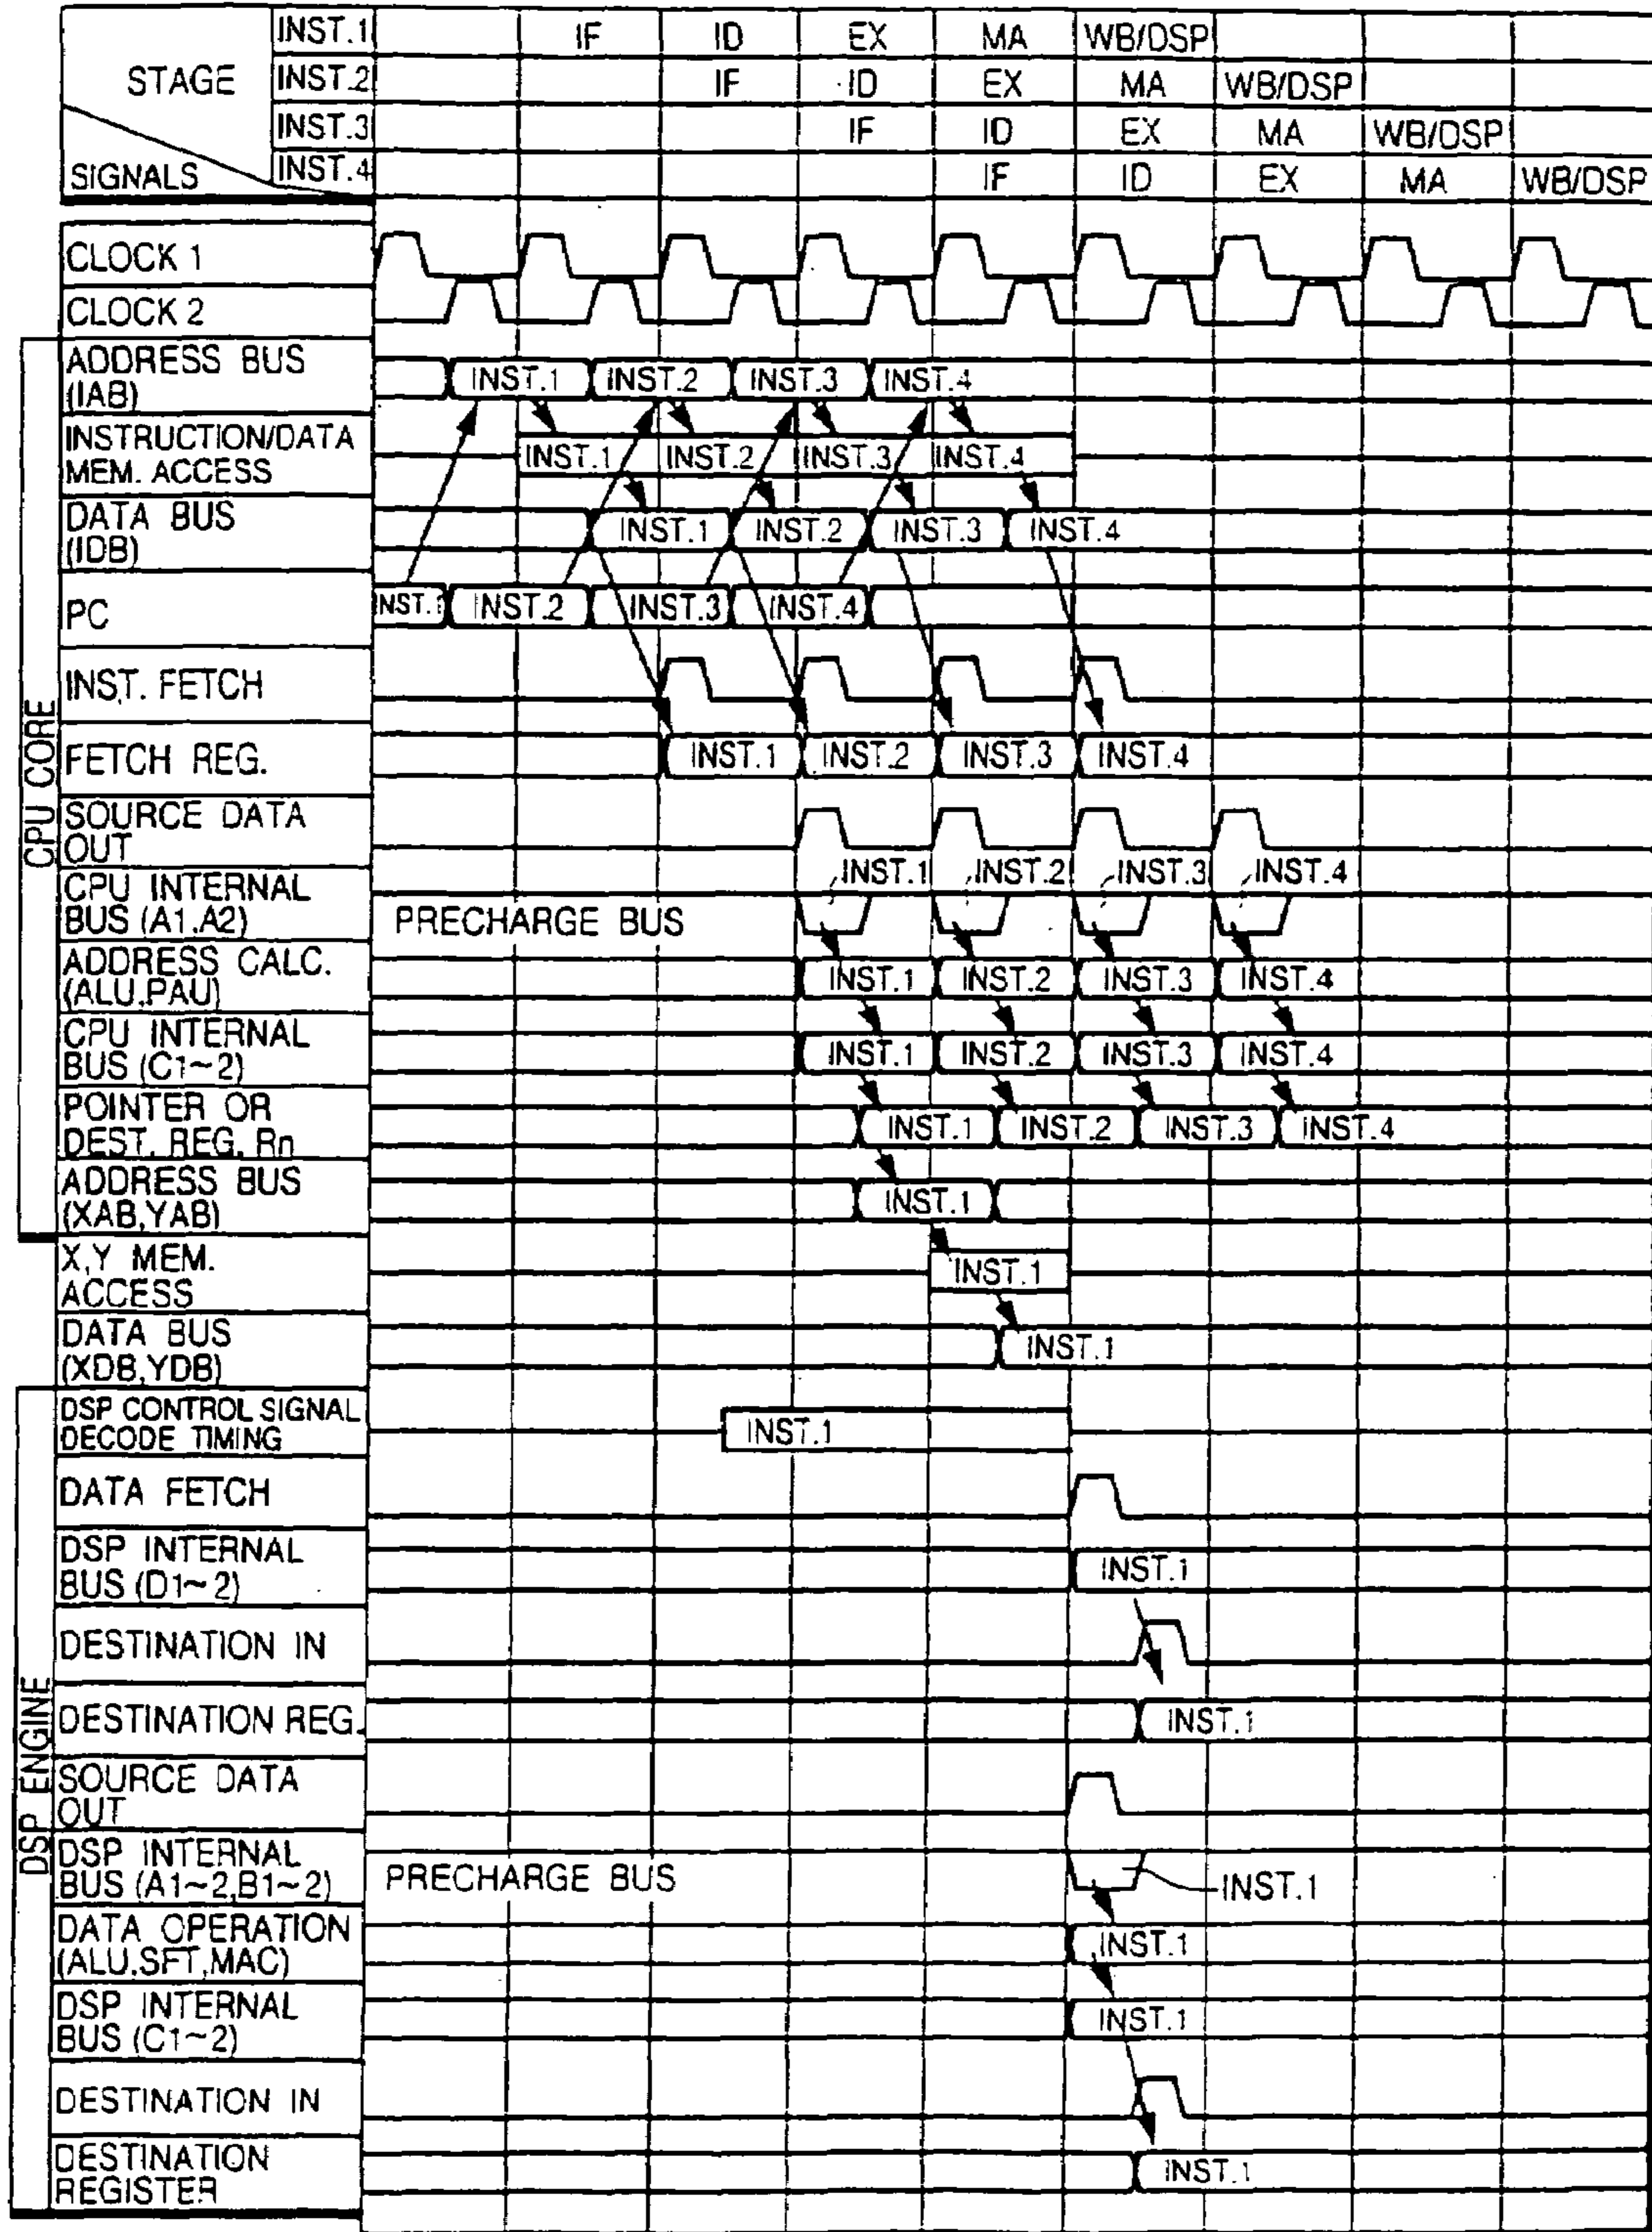 STAGE
SIGNALS
INST.1 IF ID EX MA WB/DSP
INST.2 IF ID EX MA WB/DSP
INST.3 IF ID EX MA WB/DSP
INST.4 IF ID EX MA WB/DSP
CLOCK 1
CLOCK 2
CPU CORE
ADDRESS BUS
(IAB)
INST.1 INST.2 INST.3 INST.4
INSTRUCTION/DATA
MEM. ACCESS
INST.1 INST.2 INST.3 INST.4
DATA BUS
(IDB)
INST.1 INST.2 INST.3 INST.4
PC
INST.1 INST.2 INST.3 INST.4
INST. FETCH
FETCH REG.
INST.1 INST.2 INST.3 INST.4
SOURCE DATA
OUT
CPU INTERNAL
BUS (A1.A2)
PRECHARGE BUS
INST.1 INST.2 INST.3 INST.4
ADDRESS CALC.
(ALU.PAU)
INST.1 INST.2 INST.3 INST.4
CPU INTERNAL
BUS (C1~2)
INST.1 INST.2 INST.3 INST.4
POINTER OR
DEST. REG. Rn
INST.1 INST.2 INST.3 INST.4
ADDRESS BUS
(XAB,YAB)
INST.1
X,Y MEM.
ACCESS
INST.1
DATA BUS
(XDB,YDB)
INST.1
DSP ENGINE
DSP CONTROL SIGNAL
DECODE TIMING
INST.1
DATA FETCH
DSP INTERNAL
BUS (D1~2)
INST.1
DESTINATION IN
DESTINATION REG.
INST.1
SOURCE DATA
OUT
DSP INTERNAL
BUS (A1~2,B1~2)
PRECHARGE BUS
INST.1
DATA OPERATION
(ALU.SFT,MAC)
INST.1
DSP INTERNAL
BUS (C1~2)
INST.1
DESTINATION IN
DESTINATION
REGISTER
INST.1